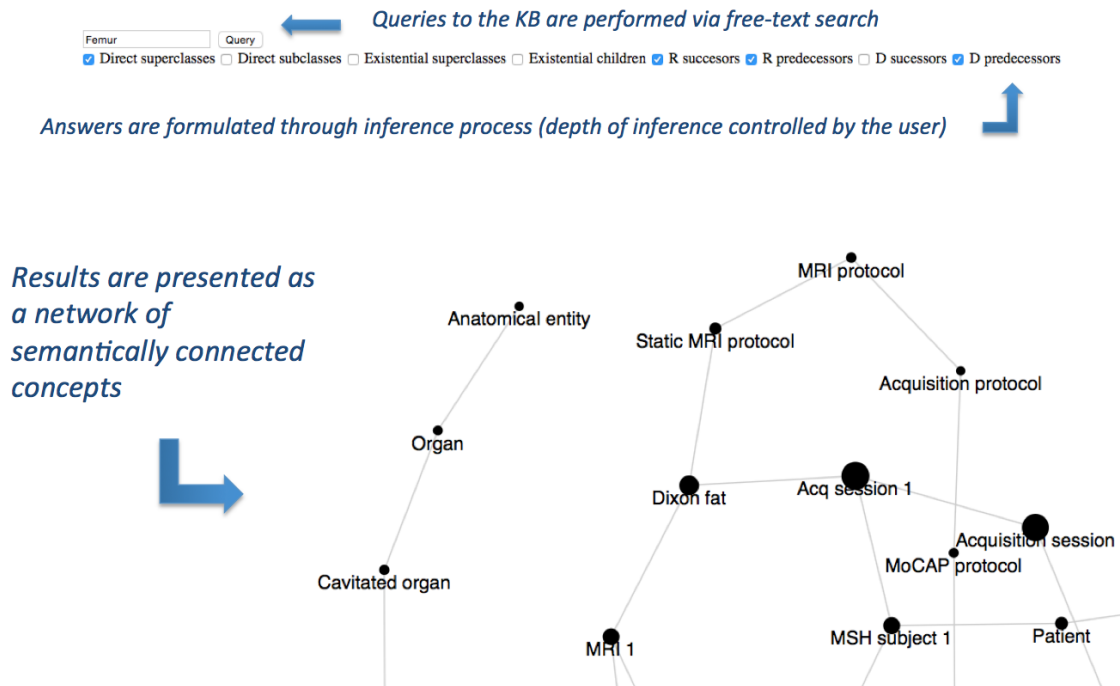 Queries to the KB are performed via free-text search
Femur Query
Direct superclasses Direct subclasses Existential superclasses Existential children R succesors R predecessors D sucessors D predecessors
Answers are formulated through inference process (depth of inference controlled by the user)
Results are presented as
a network of
semantically connected
concepts
MRI protocol
Anatomical entity
Static MRI protocol
Acquisition protocol
Organ
Dixon fat
Acq session 1
Acquisition session
MoCAP protocol
Cavitated organ
MRI 1
MSH subject 1
Patient